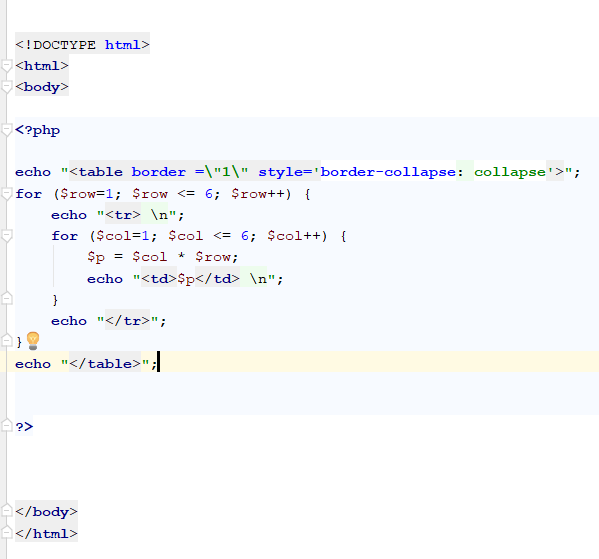 <!DOCTYPE html>
<html>
<body>
<?php
echo "<table border =\"1\" style='border-collapse: collapse'>";
for ($row=1; $row <= 6; $row++) {
    echo "<tr> \n";
    for ($col=1; $col <= 6; $col++) {
        $p = $col * $row;
        echo "<td>$p</td> \n";
    }
    echo "</tr>";
}
echo "</table>";
?>
</body>
</html>